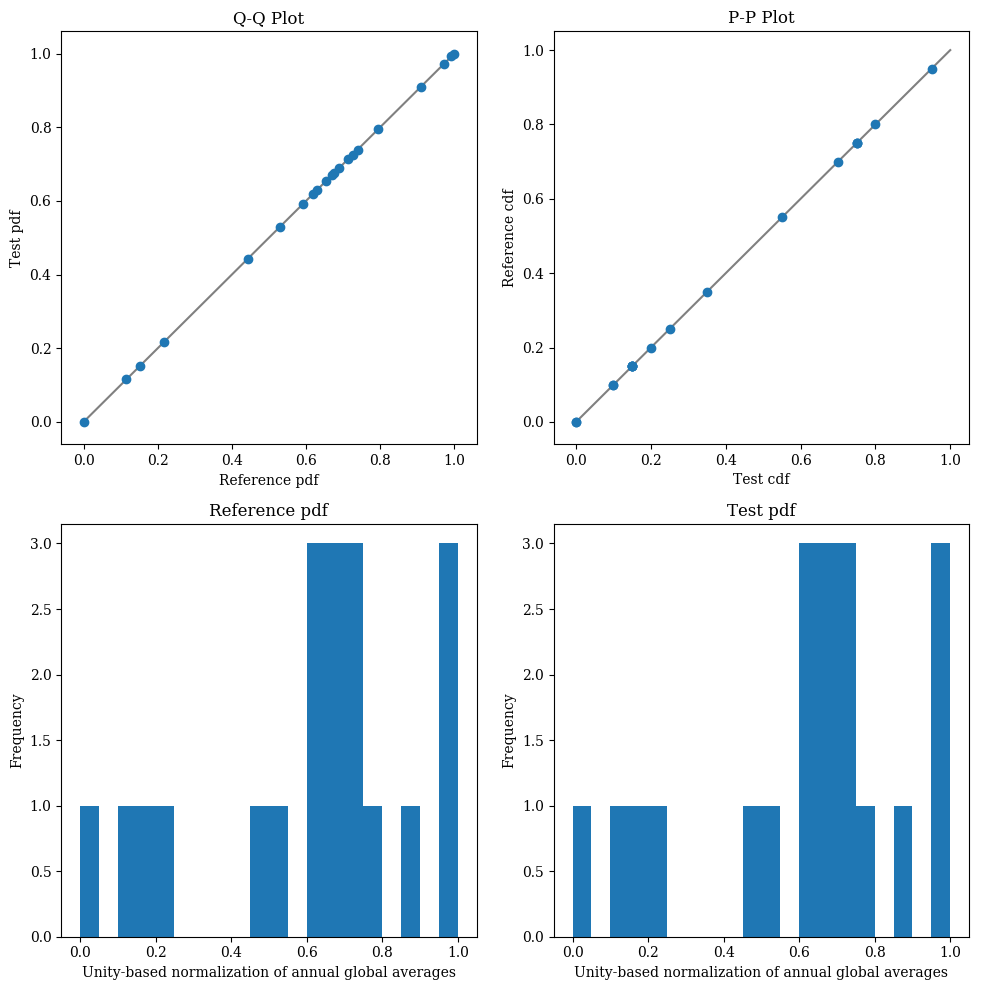 Q-Q Plot
1.0
0.8
0.6
0.4
0.2
0.0
Test pdf
0.0 0.2 0.4 0.6 0.8 1.0
Reference pdf
P-P Plot
1.0
0.8
0.6
0.4
0.2
0.0
Reference cdf
0.0 0.2 0.4 0.6 0.8 1.0
Test cdf
Reference pdf
3.0
2.5
2.0
1.5
1.0
0.5
0.0
Frequency
0.0 0.2 0.4 0.6 0.8 1.0
Unity-based normalization of annual global averages
Test pdf
3.0
2.5
2.0
1.5
1.0
0.5
0.0
Frequency
0.0 0.2 0.4 0.6 0.8 1.0
Unity-based normalization of annual global averages